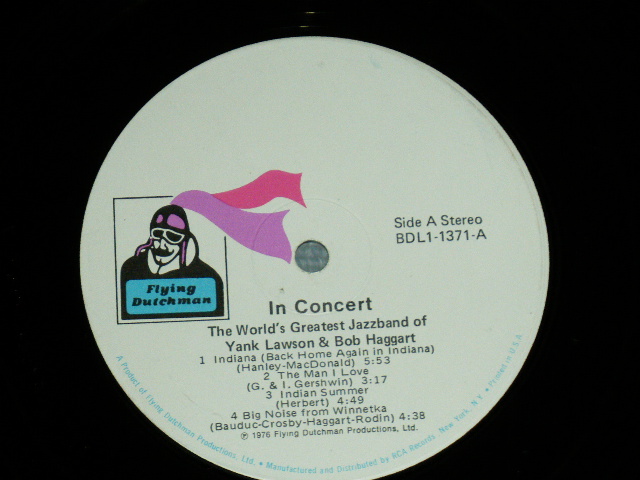 Side A Stereo
BDL1-1371-A
Flying
Dutchman
In Concert
The World's Greatest Jazzband of
Yank Lawson & Bob Haggart
1 Indiana (Back Home Again in Indiana)
(Hanley-MacDonald) 5:53
2 The Man I Love
(G. & I. Gershwin) 3:17
3 Indian Summer
(Herbert) 4:49
4 Big Noise from Winnetka
(Bauduc-Crosby-Haggart-Rodin) 4:38
℗ 1976 Flying Dutchman Productions, Ltd.
A Product of Flying Dutchman Productions, Ltd. • Manufactured and Distributed by RCA Records, New York, N.Y. • Printed in U.S.A.